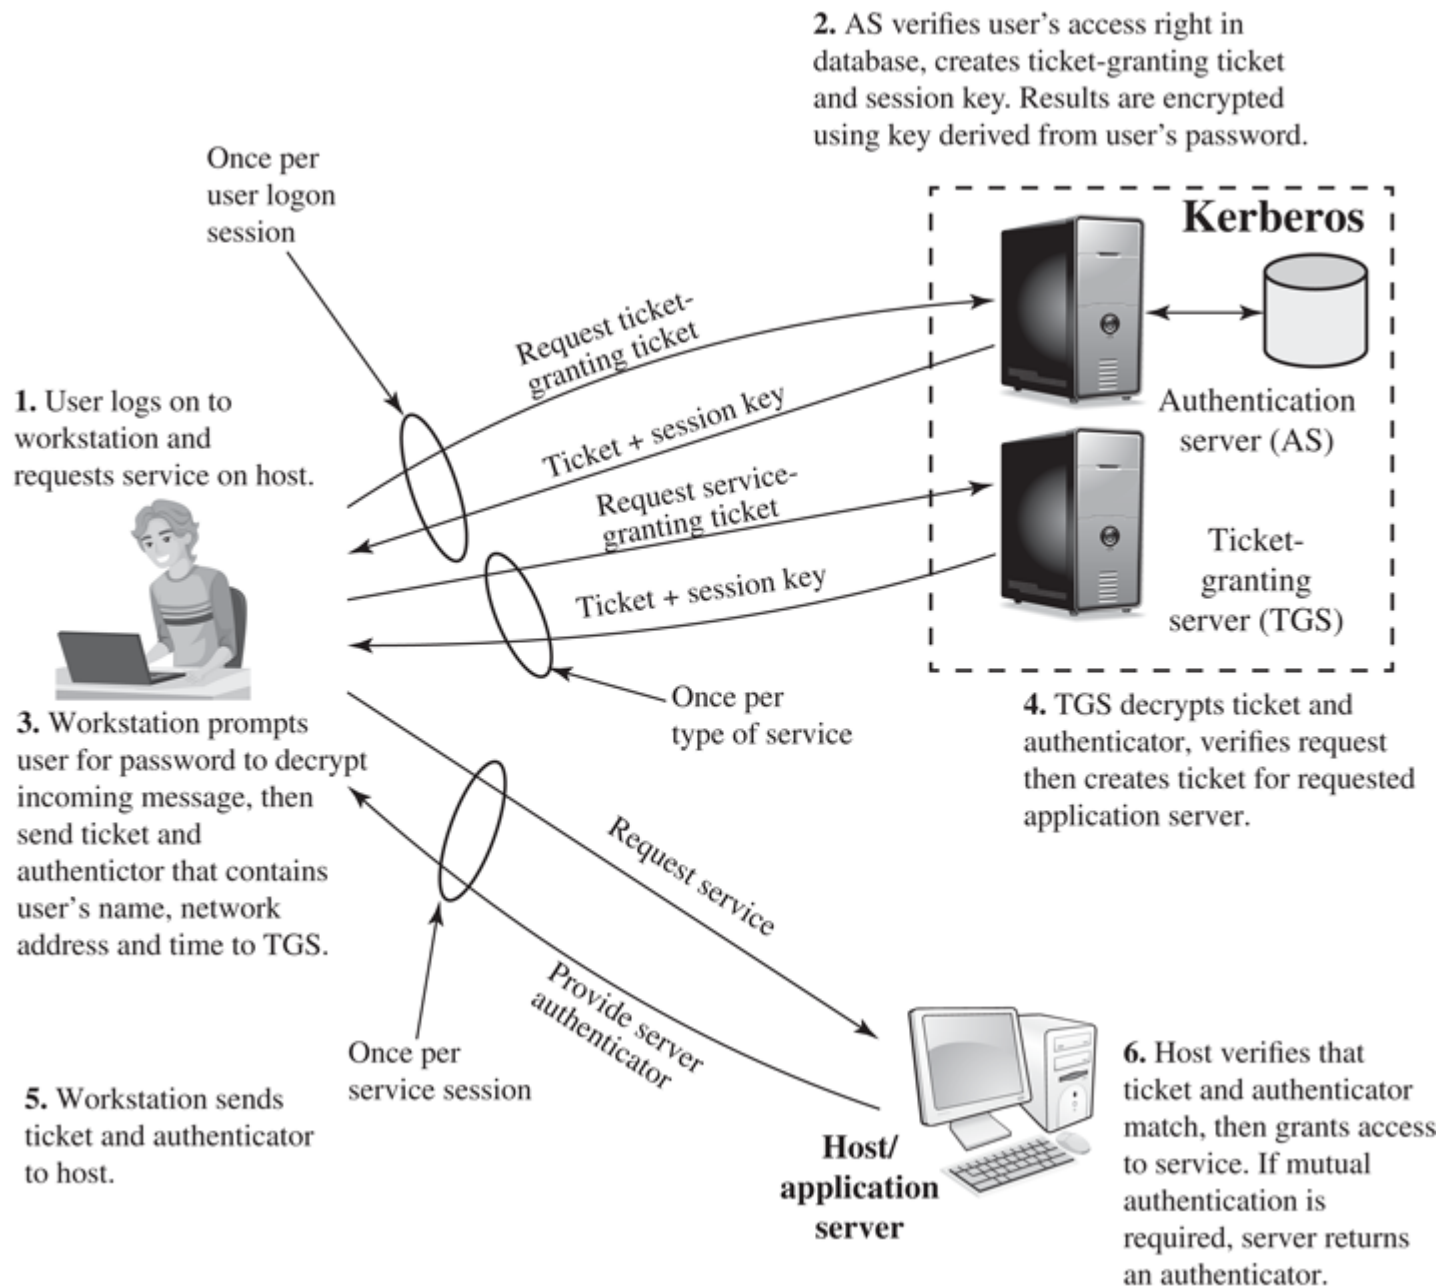 2. AS verifies user’s access right in
database, creates ticket-granting ticket
and session key. Results are encrypted
using key derived from user’s password.
Once per
user logon
session
Kerberos
Request ticket-
granting ticket
1. User logs on to
workstation and
requests service on host.
Ticket + session key
Authentication
server (AS)
Request service-
granting ticket
Ticket-
granting
server (TGS)
Ticket + session key
Once per
type of service
3. Workstation prompts
user for password to decrypt
incoming message, then
send ticket and
authentictor that contains
user’s name, network
address and time to TGS.
4. TGS decrypts ticket and
authenticator, verifies request
then creates ticket for requested
application server.
Request service
Provide server
authenticator
Once per
service session
5. Workstation sends
ticket and authenticator
to host.
Host/
application
server
6. Host verifies that
ticket and authenticator
match, then grants access
to service. If mutual
authentication is
required, server returns
an authenticator.